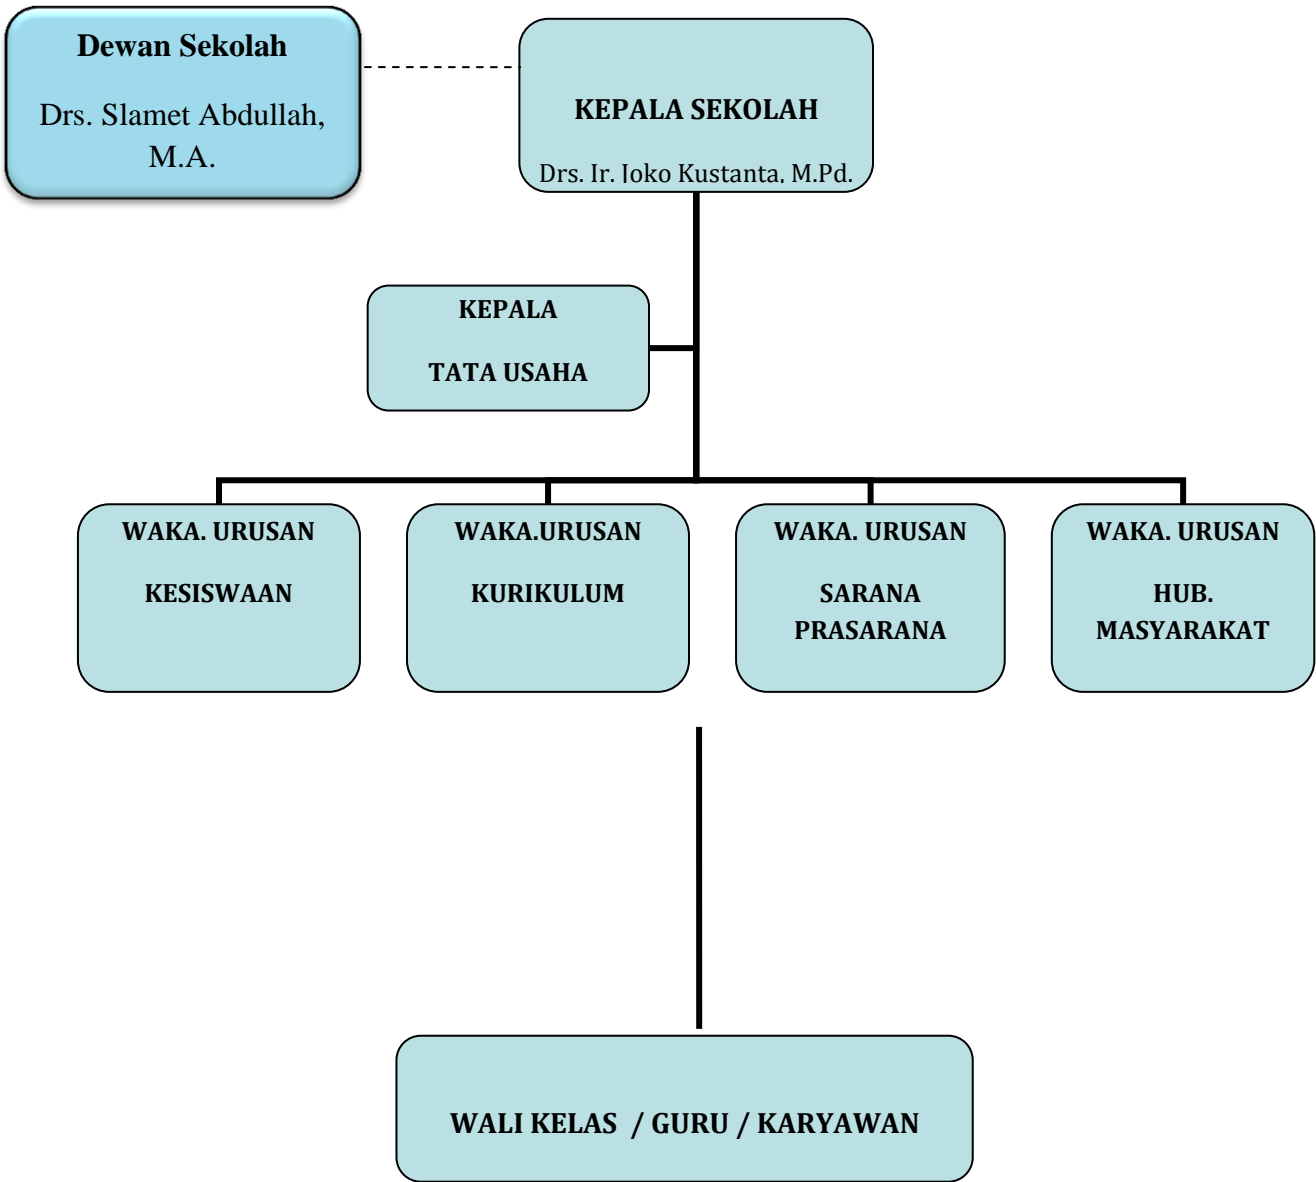 Dewan Sekolah
Drs. Slamet Abdullah,
M.A.
KEPALA SEKOLAH
Drs. Ir. Joko Kustanta, M.Pd.
KEPALA
TATA USAHA
WAKA. URUSAN
KESISWAAN
WAKA.URUSAN
KURIKULUM
WAKA. URUSAN
SARANA
PRASARANA
WAKA. URUSAN
HUB.
MASYARAKAT
WALI KELAS / GURU / KARYAWAN